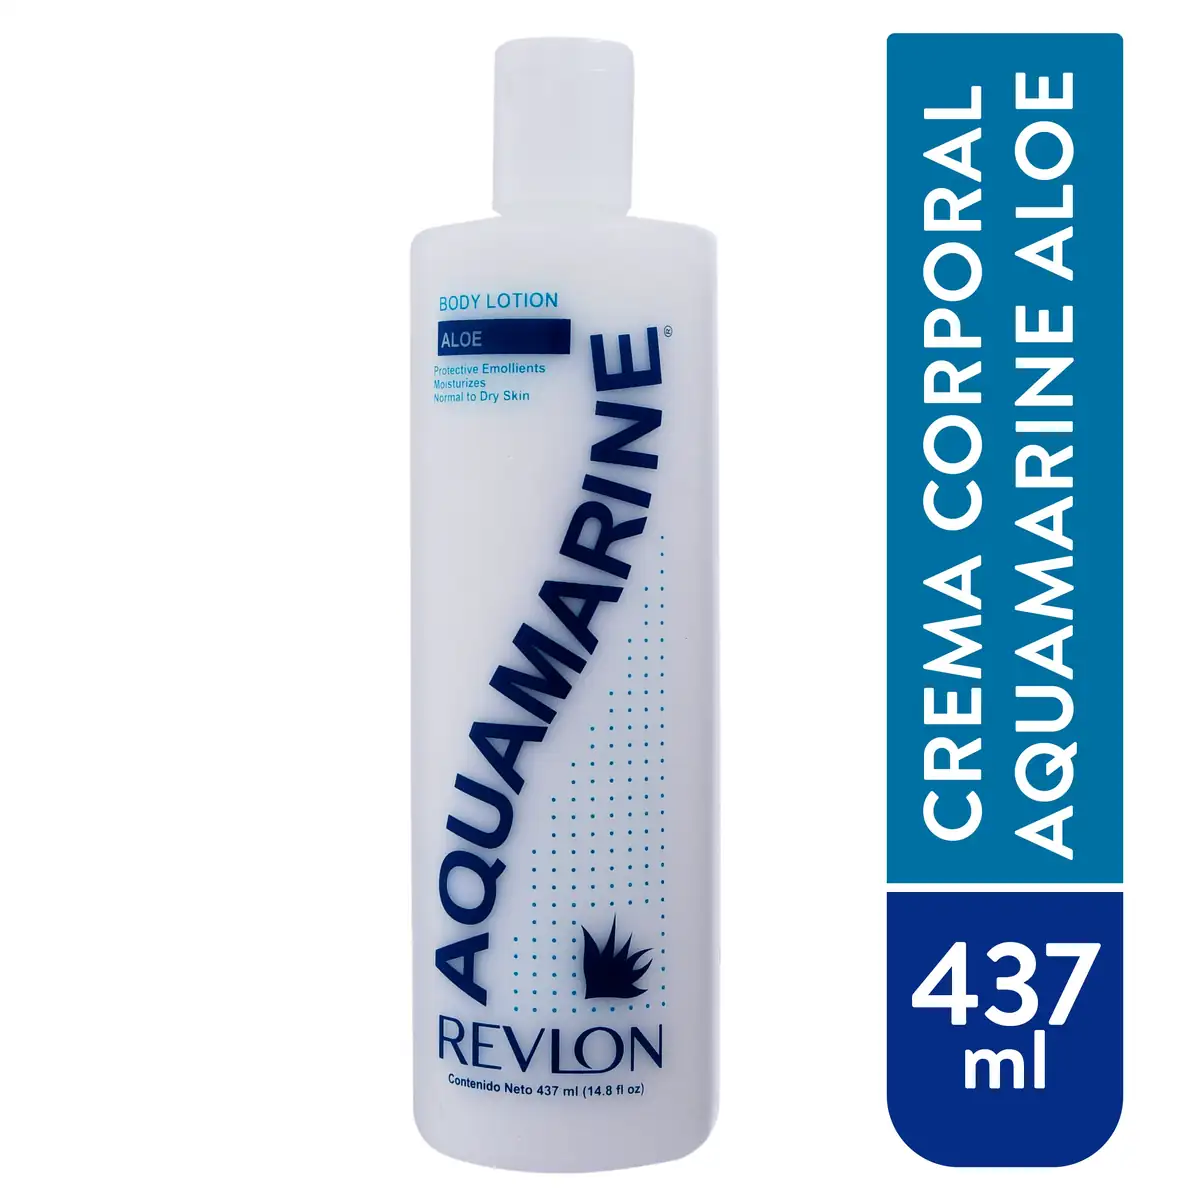 BODY LOTION
ALOE
Protective Emollients
Moisturizes
Normal to Dry Skin
AQUAMARINE®
REVLON
Contenido Neto 437 ml (14.8 fl oz)
CREMA CORPORAL
AQUAMARINE ALOE
437
ml